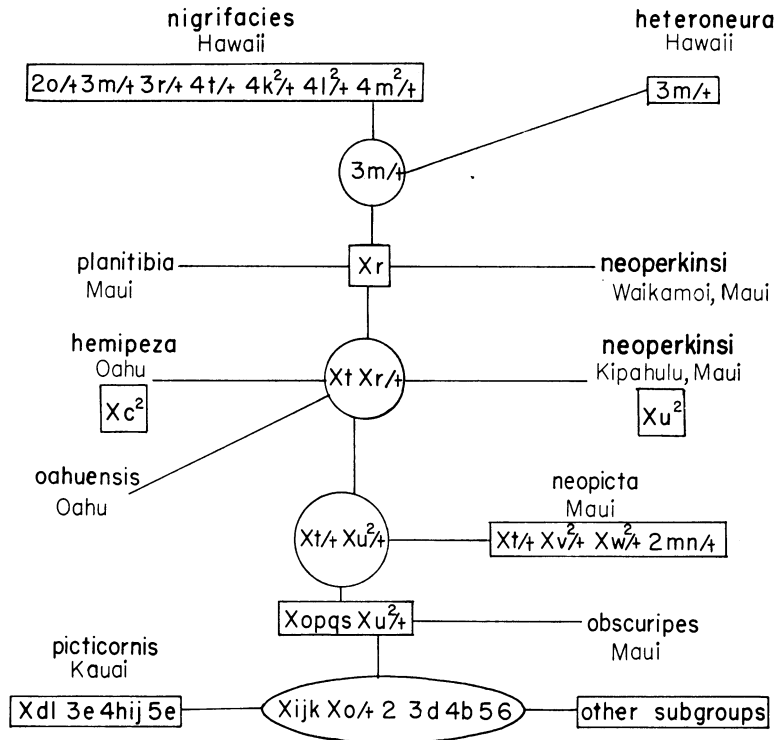 nigrifacies
Hawaii
2o/+ 3m/+ 3r/+ 4t/+ 4k²/+ 4l²/+ 4m²/+
heteroneura
Hawaii
3m/+
3m/+
planitibia
Maui
Xr
neoperkinsi
Waikamoi, Maui
hemipeza
Oahu
Xc²
Xt Xr/+
neoperkinsi
Kipahulu, Maui
Xu²
oahuensis
Oahu
Xt/+ Xu²/+
neopicta
Maui
Xt/+ Xv²/+ Xw²/+ 2mn/+
Xopqs Xu²/+
obscuripes
Maui
picticornis
Kauai
Xdl 3e 4hij 5e
Xijk Xo/+ 2 3d 4b 5 6
other subgroups